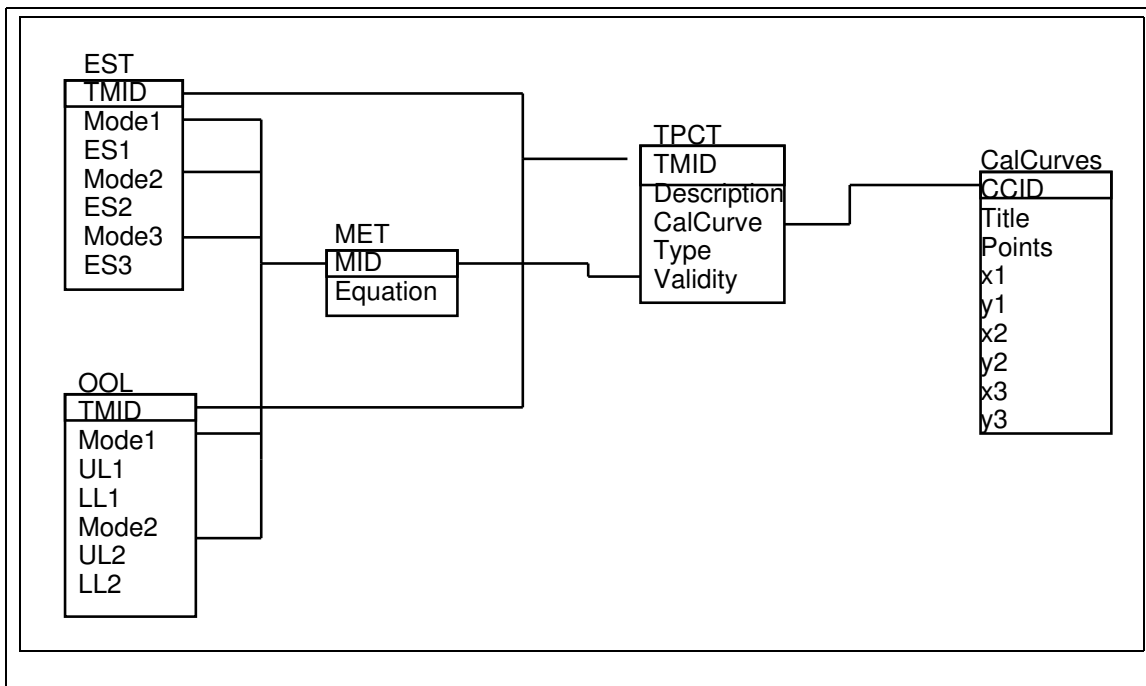 EST
TMID
Mode1
ES1
Mode2
ES2
Mode3
ES3
OOL
TMID
Mode1
UL1
LL1
Mode2
UL2
LL2
MET
MID
Equation
TPCT
TMID
Description
CalCurve
Type
Validity
CalCurves
CCID
Title
Points
x1
y1
x2
y2
x3
y3